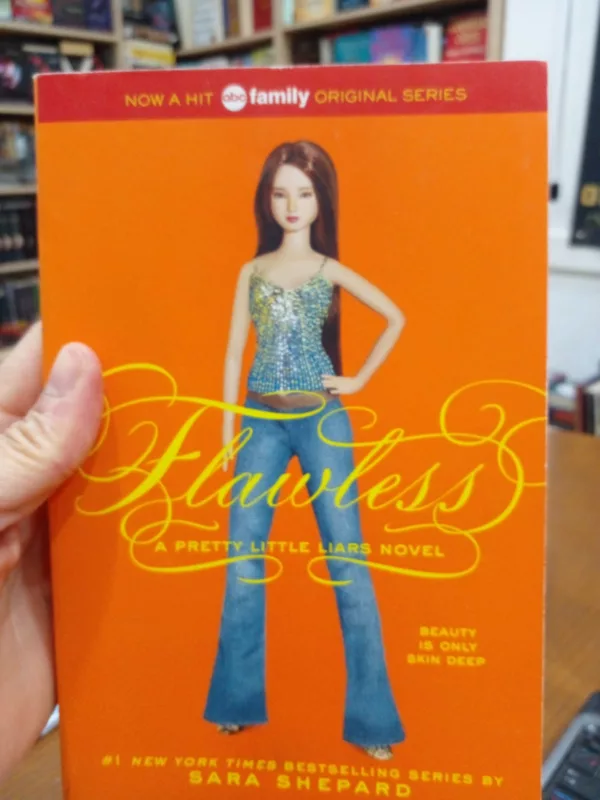 NOW A HIT abc family ORIGINAL SERIES
Flawless
A PRETTY LITTLE LIARS NOVEL
BEAUTY
IS ONLY
SKIN DEEP
#1 NEW YORK TIMES BESTSELLING SERIES BY
SARA SHEPARD